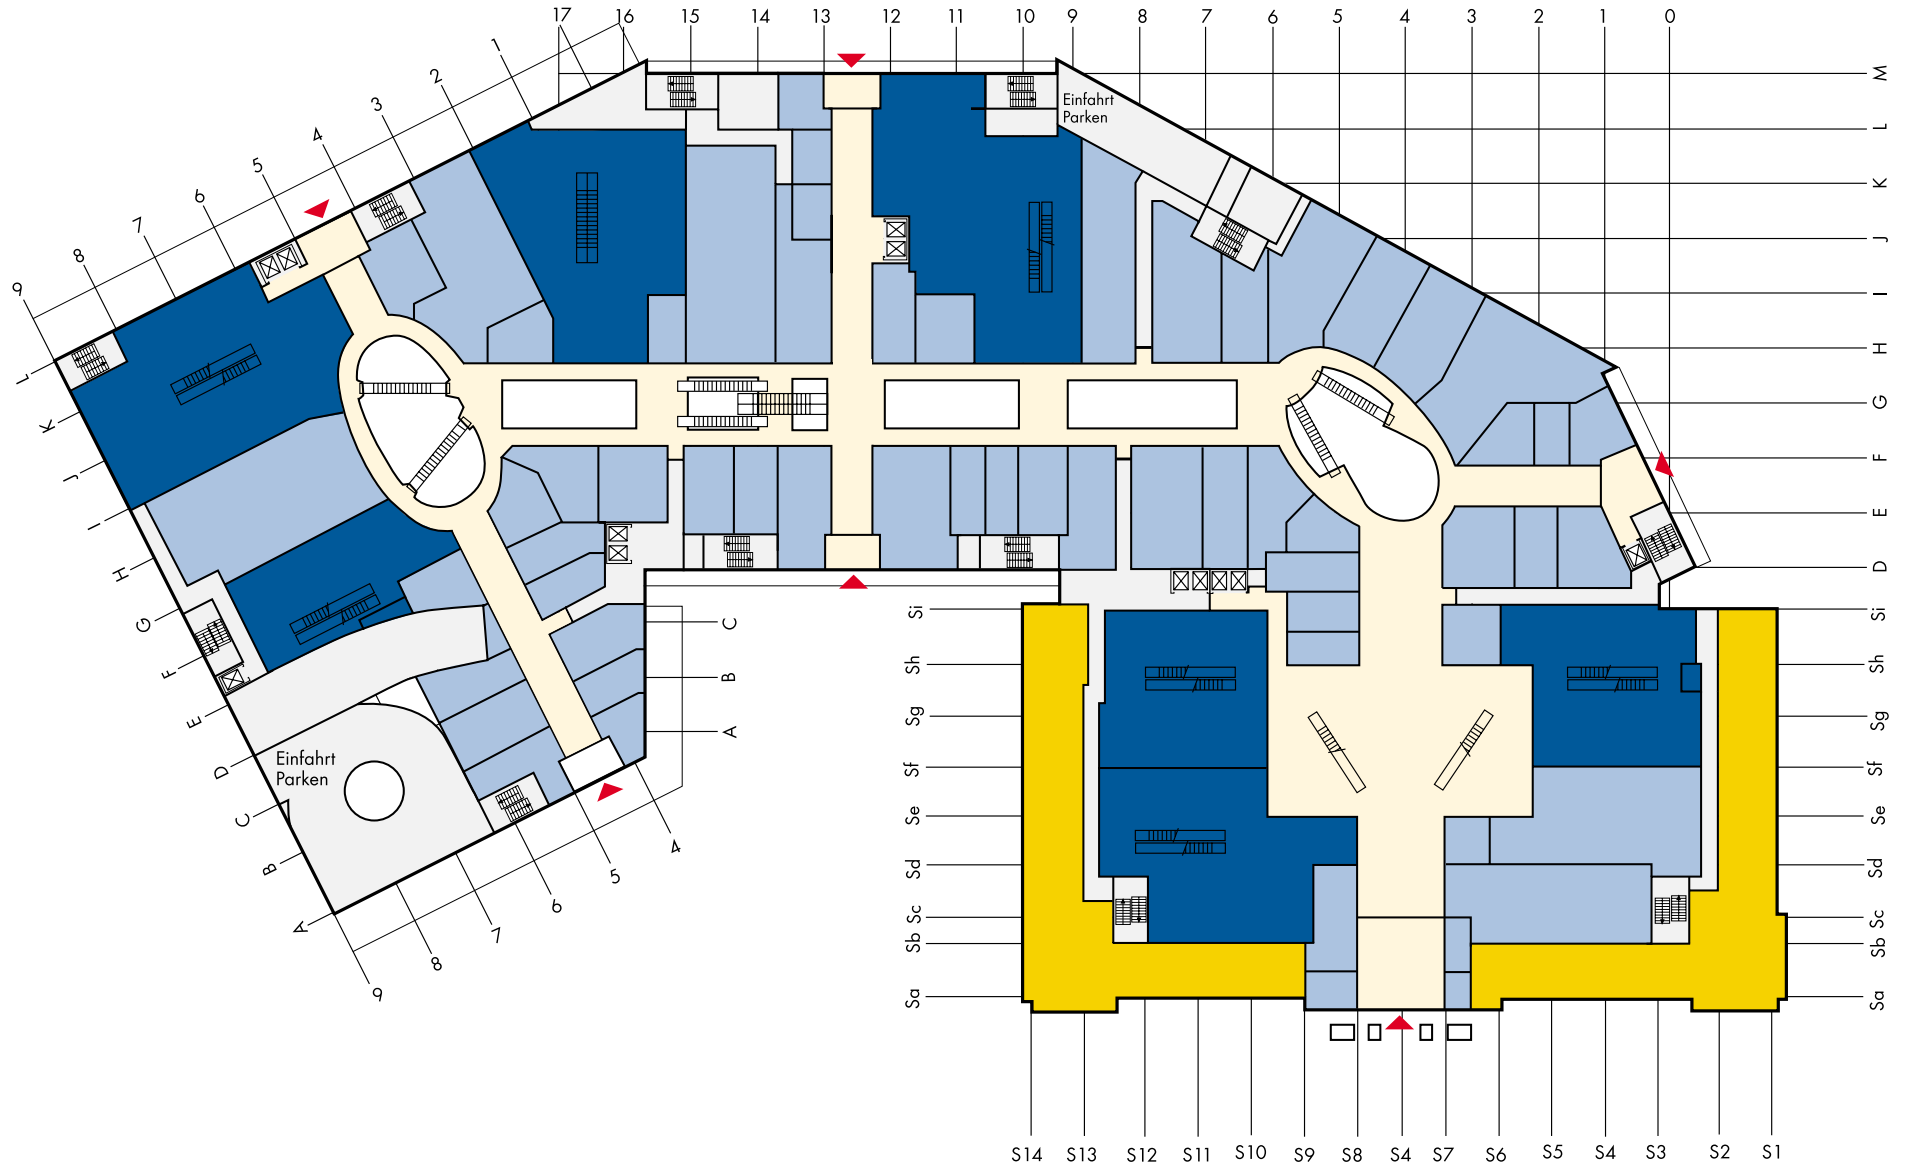 17 16 15 14 13 12 11 10 9 8 7 6 5 4 3 2 1 0
1
2
3
4
5
6
7
8
9
M
L
K
J
I
H
G
F
E
D
Einfahrt
Parken
L
K
J
I
H
G
F
E
D
C
B
A
Einfahrt
Parken
C
B
A
4
5
6
7
8
9
Si
Sh
Sg
Sf
Se
Sd
Sc
Sb
Sa
Si
Sh
Sg
Sf
Se
Sd
Sc
Sb
Sa
S14 S13 S12 S11 S10 S9 S8 S4 S7 S6 S5 S4 S3 S2 S1